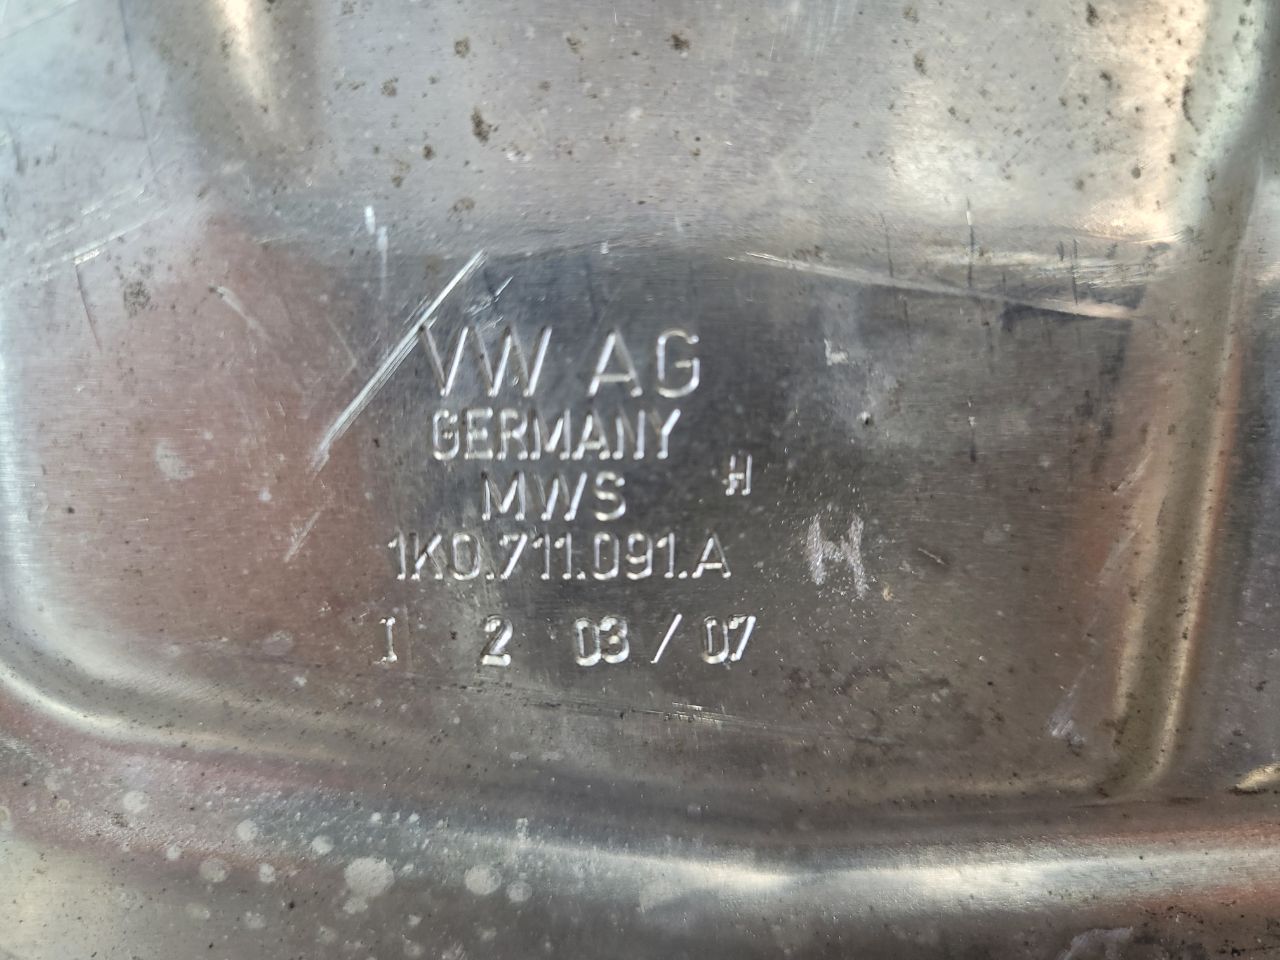 VW AG
GERMANY
MWS H
1K0.711.091.A H
1 2 03/07